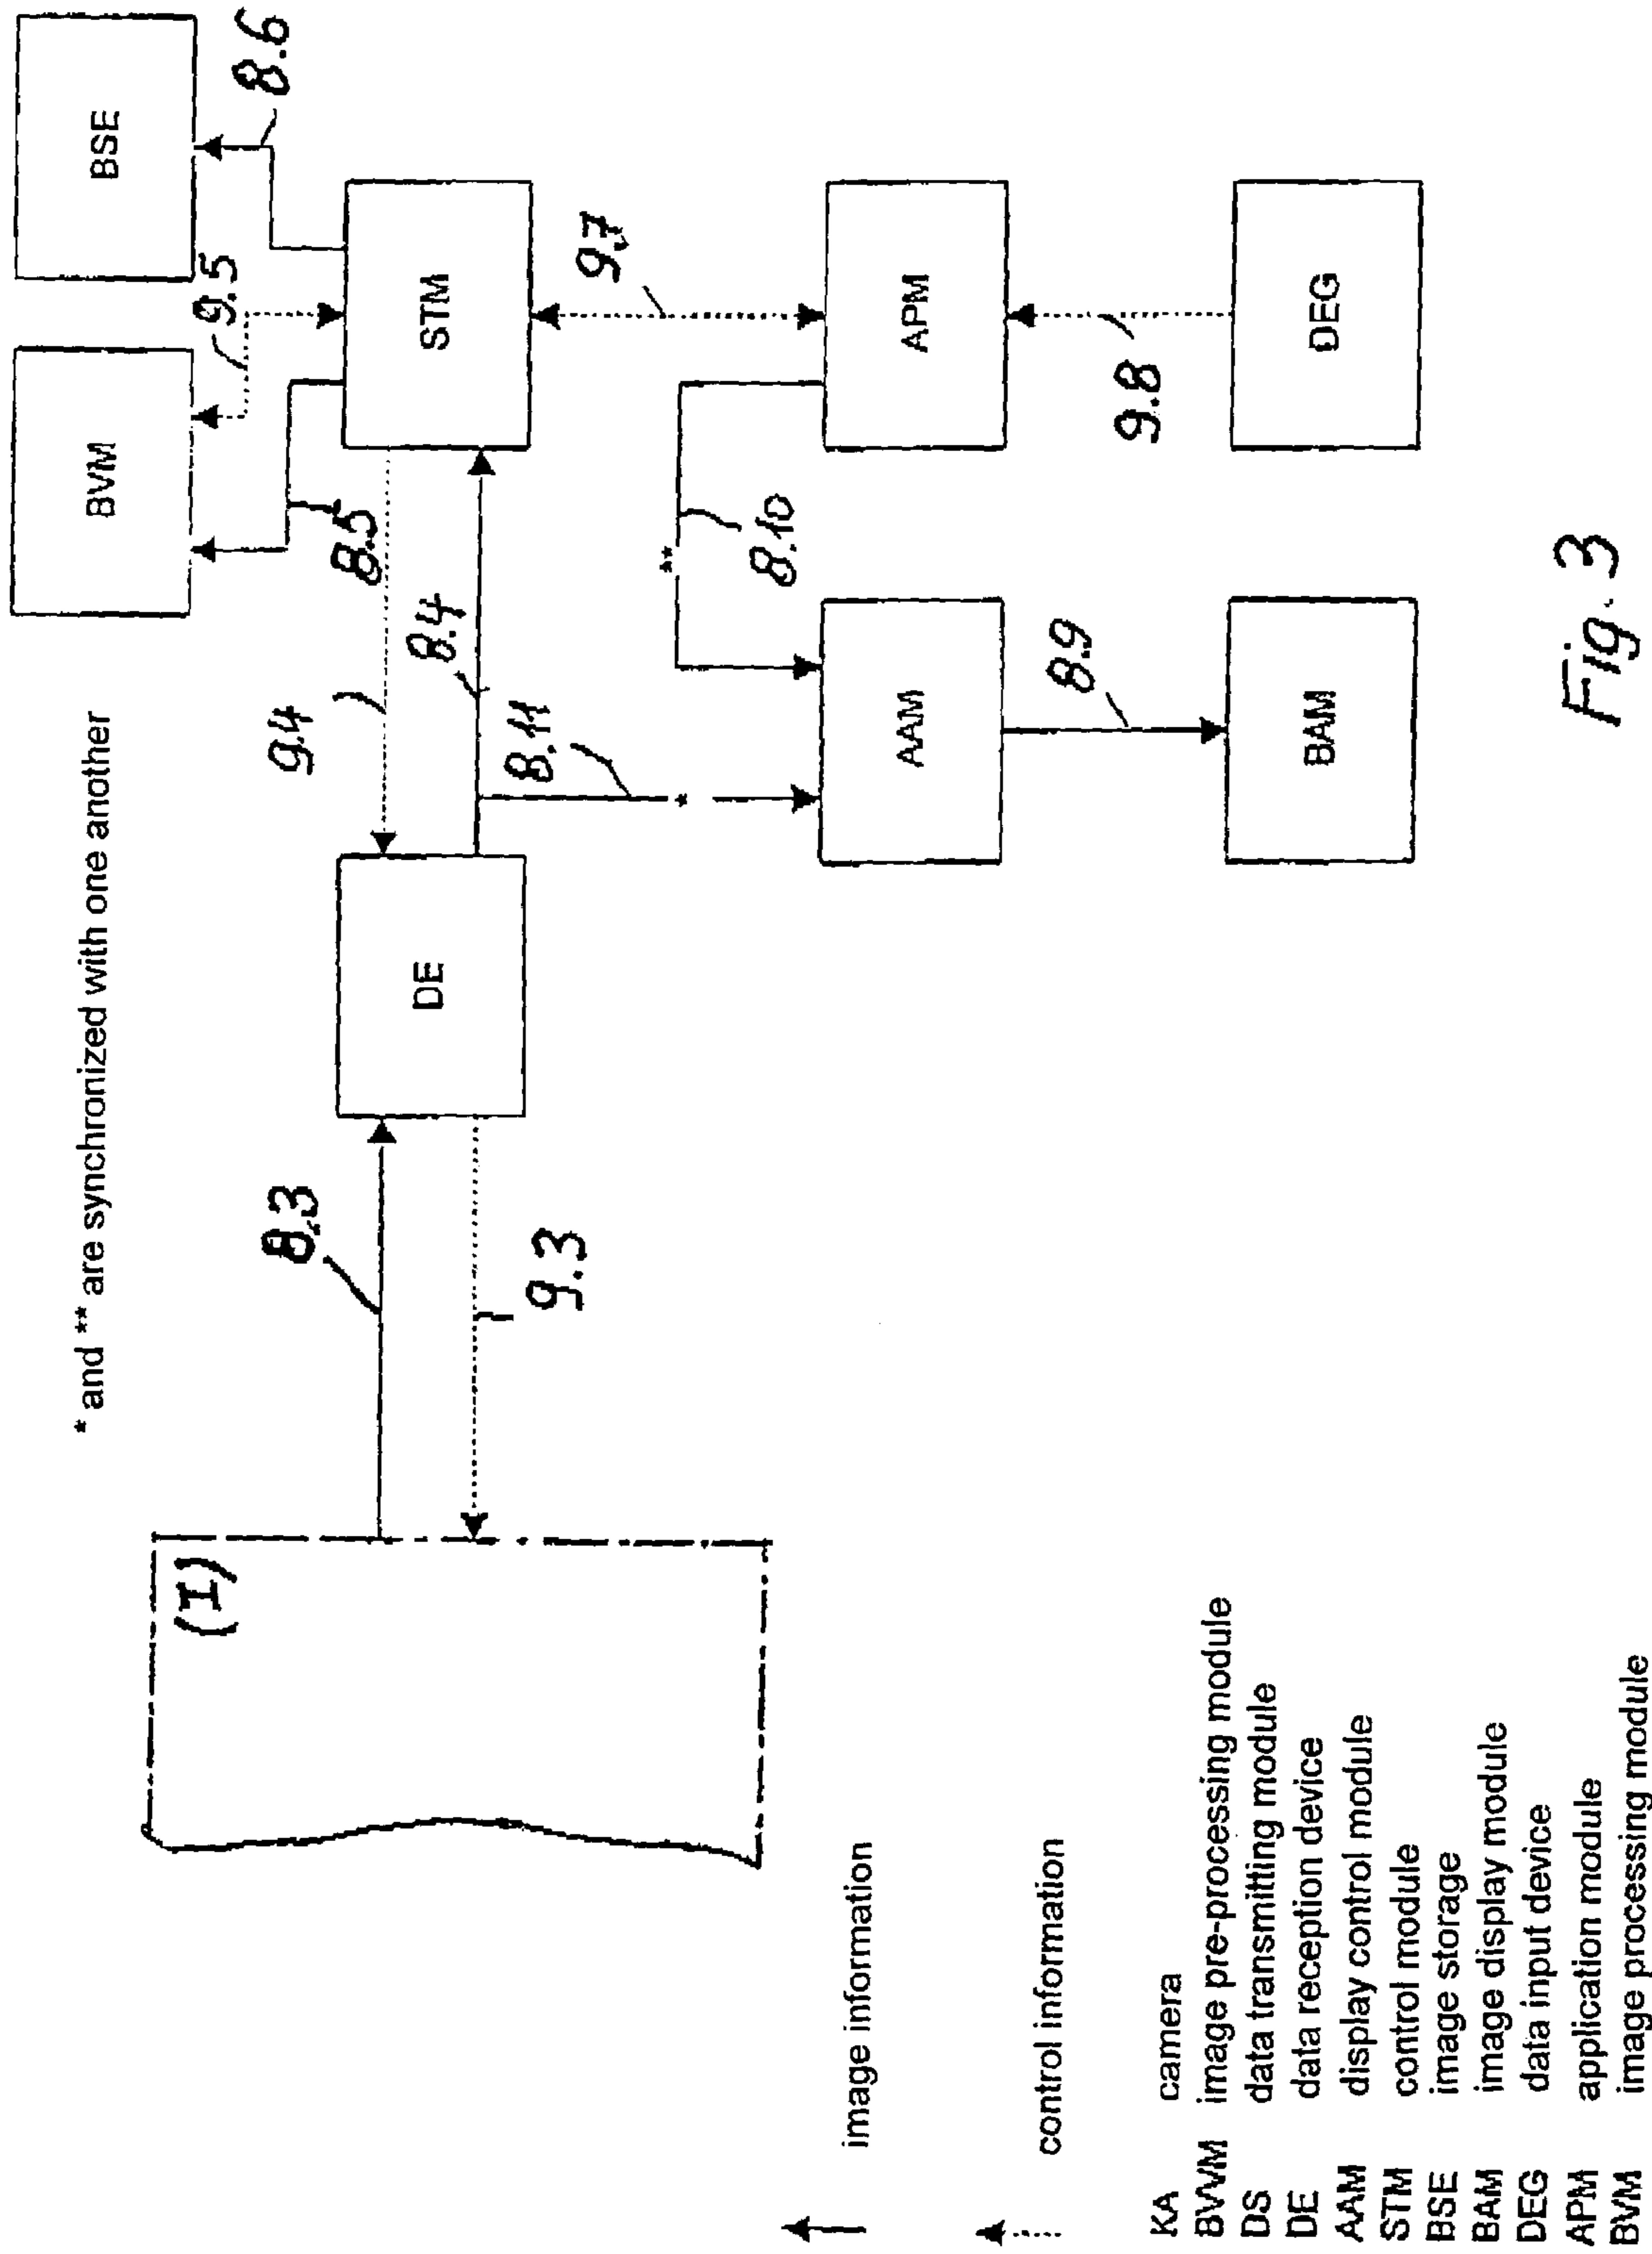 * and ** are synchronized with one another
(I)
8.3
9.3
DE
9.4
8.4
8.11
*
BVM
BSE
8.5
9.5
8.6
STM
9.7
**
8.10
AAM
APM
8.9
9.8
BAM
DEG
image information
control information
KA camera
BVVM image pre-processing module
DS data transmitting module
DE data reception device
AAM display control module
STM control module
BSE image storage
BAM image display module
DEG data input device
APM application module
BVM image processing module
Fig. 3